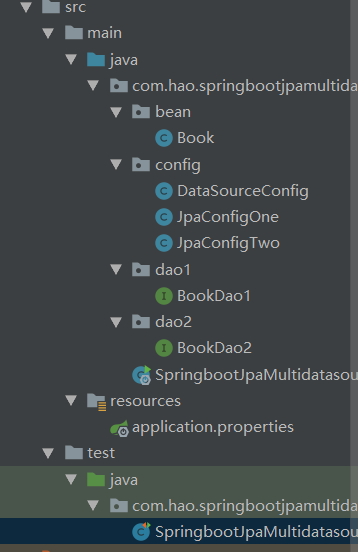 src
main
java
com.hao.springbootjpamultida
bean
Book
config
DataSourceConfig
JpaConfigOne
JpaConfigTwo
dao1
BookDao1
dao2
BookDao2
SpringbootJpaMultidatasou
resources
application.properties
test
java
com.hao.springbootjpamultida
SpringbootJpaMultidatasou